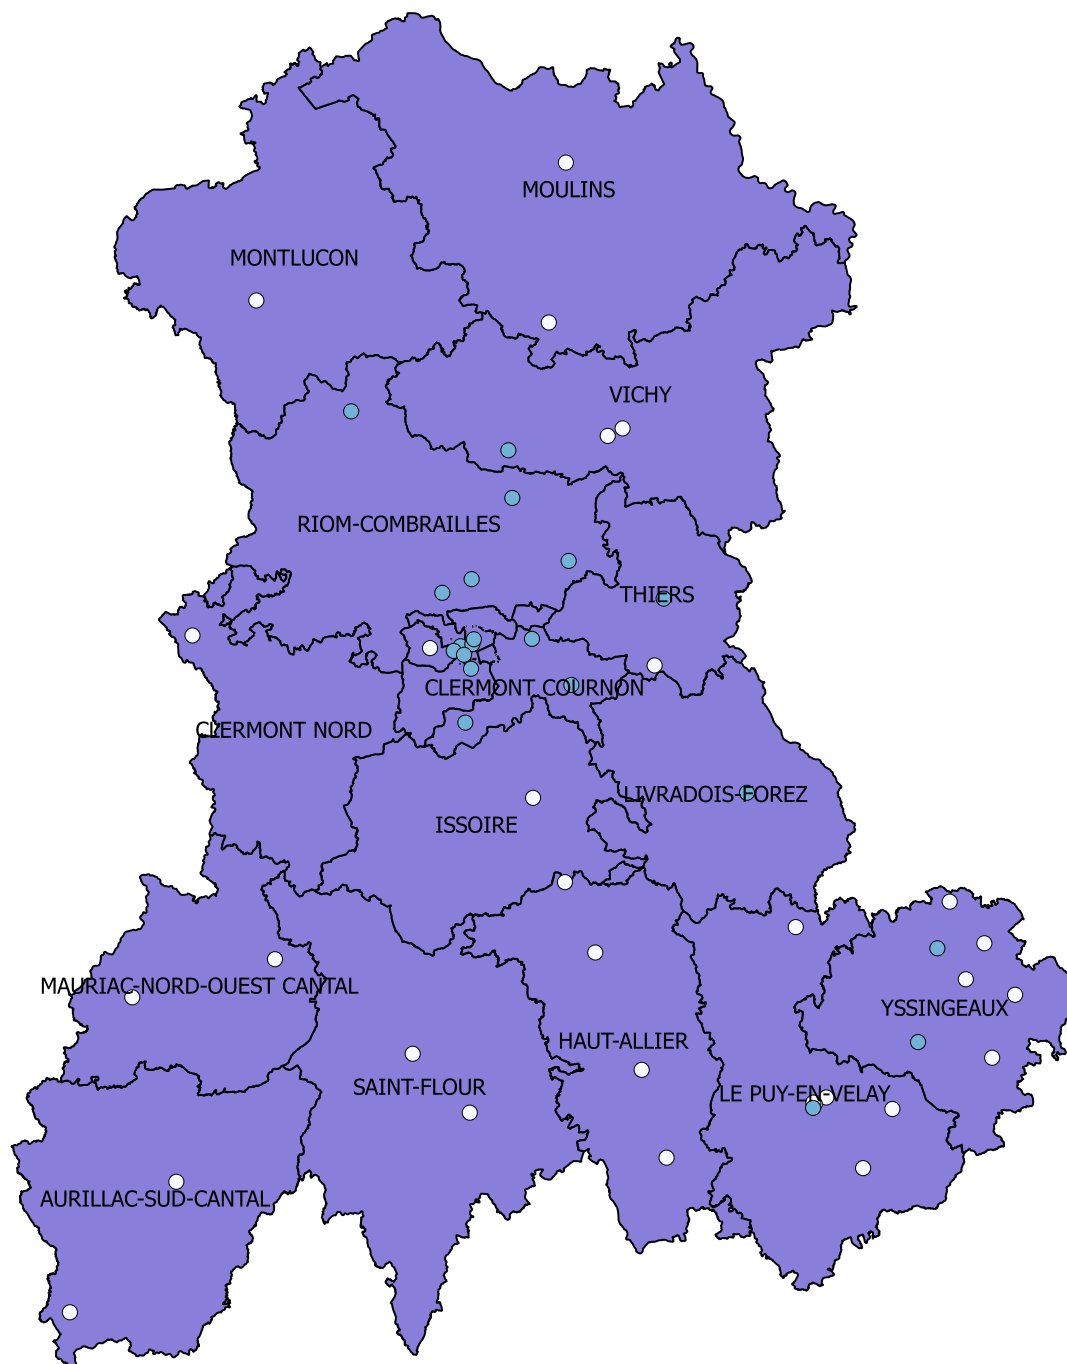 MOULINS
MONTLUCON
VICHY
RIOM-COMBRAILLES
THIERS
CLERMONT COURNON
CLERMONT NORD
LIVRADOIS-FOREZ
ISSOIRE
MAURIAC-NORD-OUEST CANTAL
YSSINGEAUX
HAUT-ALLIER
SAINT-FLOUR
LE PUY-EN-VELAY
AURILLAC-SUD-CANTAL